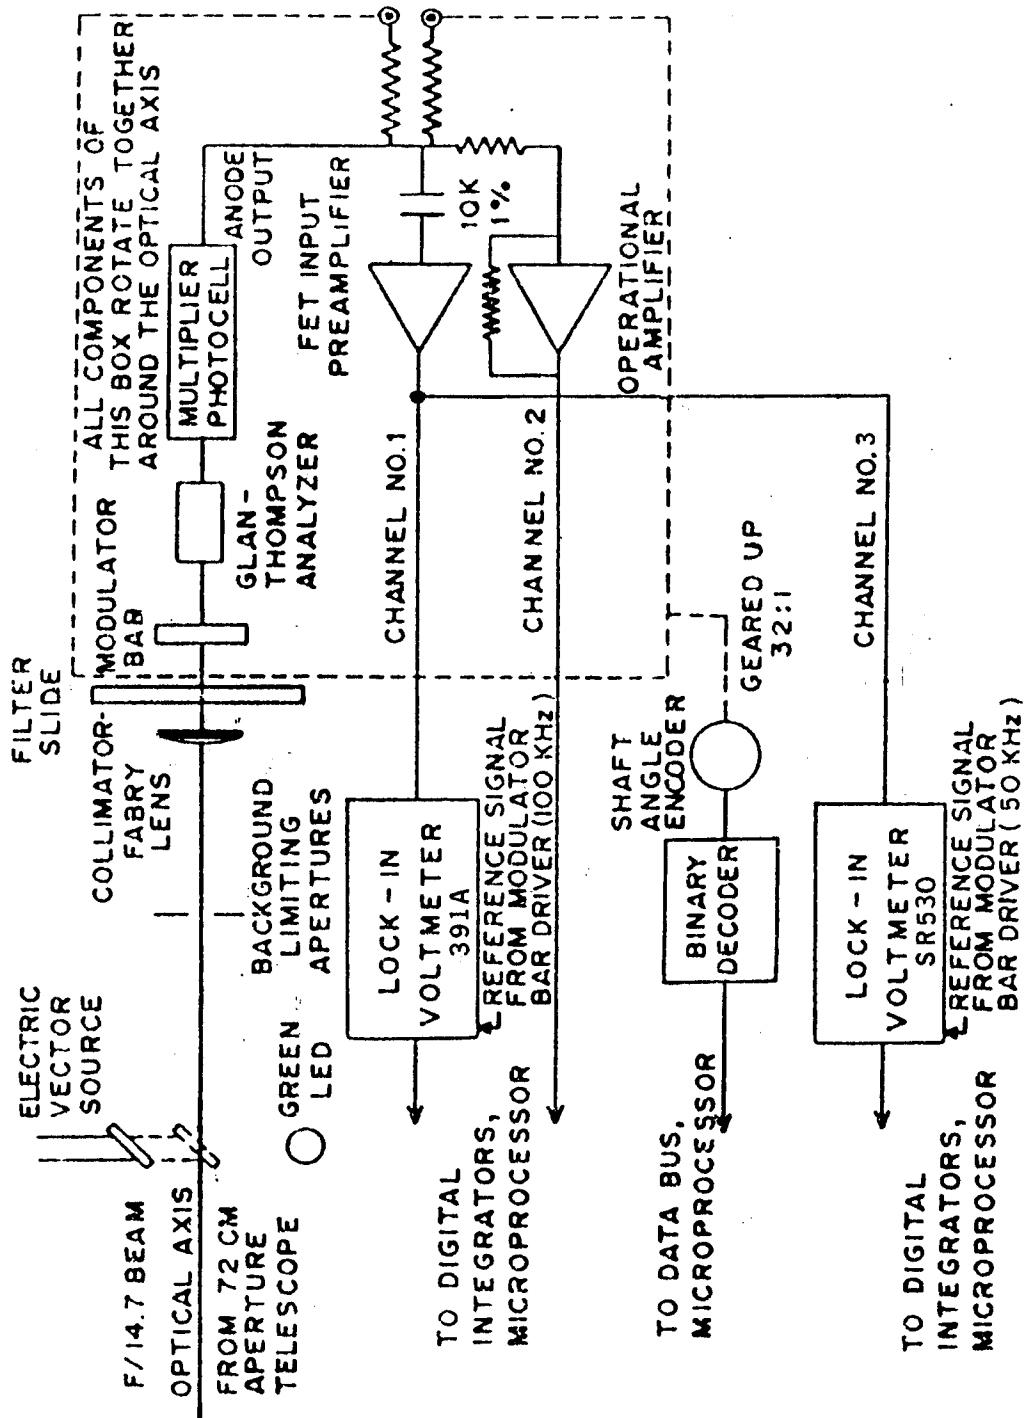 F/14.7 BEAM
OPTICAL AXIS
FROM 72 CM
APERTURE
TELESCOPE
ELECTRIC
VECTOR
SOURCE
GREEN
LED
BACKGROUND
LIMITING
APERTURES
COLLIMATOR-
FABRY
LENS
FILTER
SLIDE
MODULATOR
BAR
GLAN-
THOMPSON
ANALYZER
MULTIPLIER
PHOTOCELL
ALL COMPONENTS OF
THIS BOX ROTATE TOGETHER
AROUND THE OPTICAL AXIS
ANODE
OUTPUT
FET INPUT
PREAMPLIFIER
10K
1%
OPERATIONAL
AMPLIFIER
CHANNEL NO.1
CHANNEL NO.2
CHANNEL NO.3
LOCK-IN
VOLTMETER
391A
REFERENCE SIGNAL
FROM MODULATOR
BAR DRIVER (100 KHz)
TO DIGITAL
INTEGRATORS,
MICROPROCESSOR
GEARED UP
32:1
SHAFT
ANGLE
ENCODER
BINARY
DECODER
TO DATA BUS,
MICROPROCESSOR
LOCK-IN
VOLTMETER
SR530
REFERENCE SIGNAL
FROM MODULATOR
BAR DRIVER (50 KHz)
TO DIGITAL
INTEGRATORS,
MICROPROCESSOR